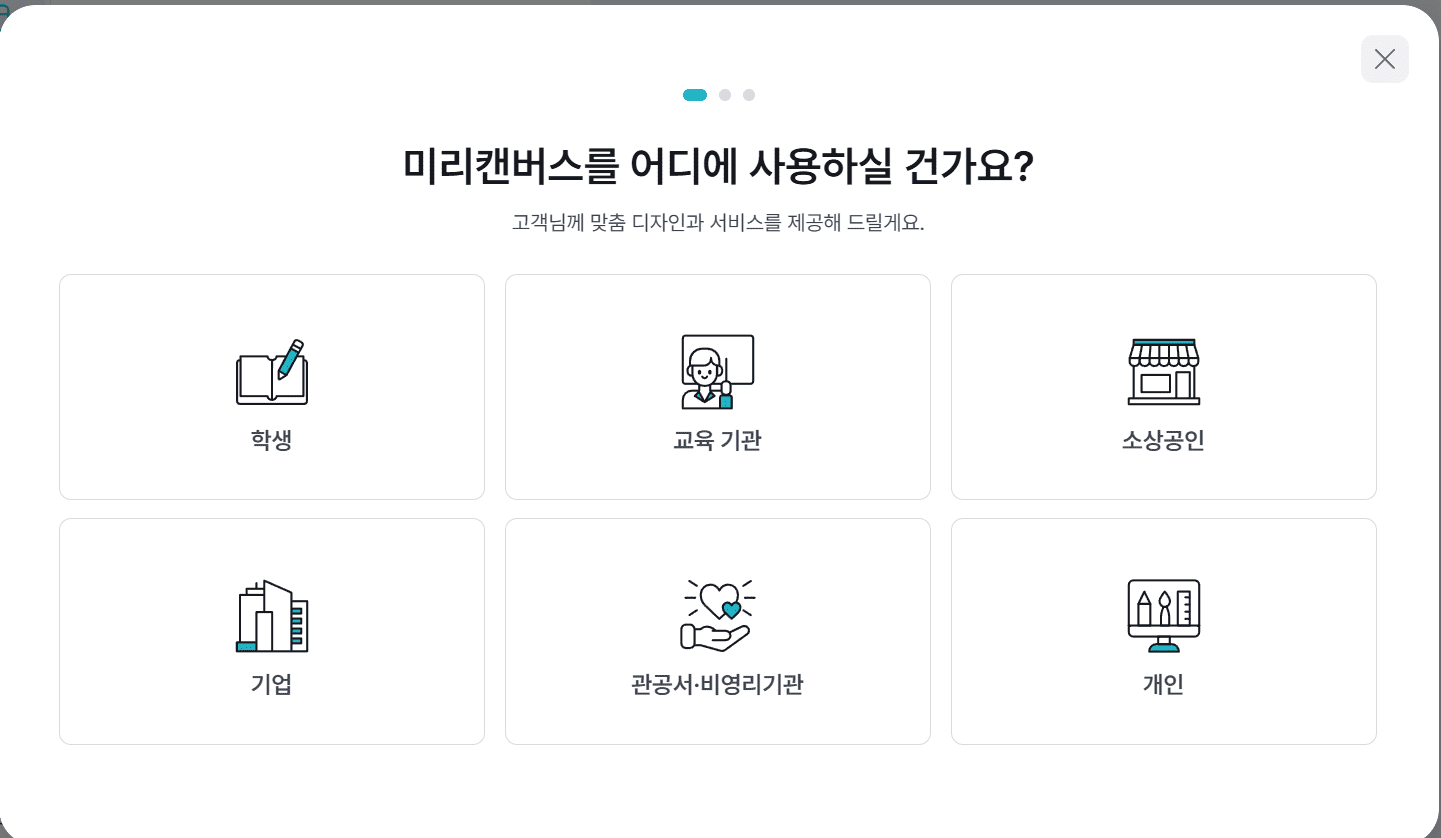 미리캔버스를 어디에 사용하실 건가요?
고객님께 맞춤 디자인과 서비스를 제공해 드릴게요.
학생
교육 기관
소상공인
기업
관공서·비영리기관
개인